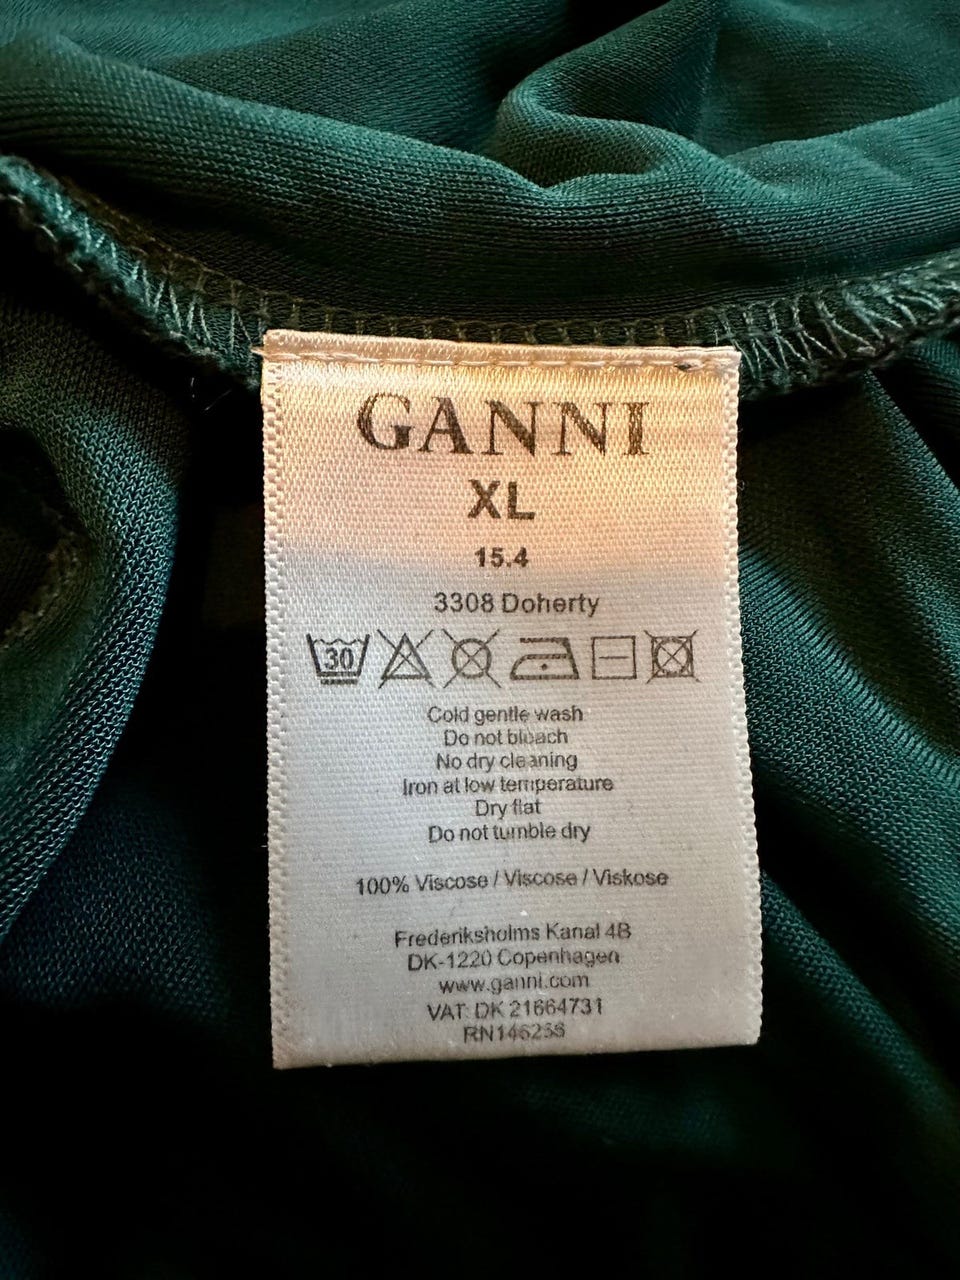 GANNI
XL
15.4
3308 Doherty
30
Cold gentle wash
Do not bleach
No dry cleaning
Iron at low temperature
Dry flat
Do not tumble dry
100% Viscose / Viscose / Viskose
Frederiksholms Kanal 4B
DK-1220 Copenhagen
www.ganni.com
VAT: DK 21664731